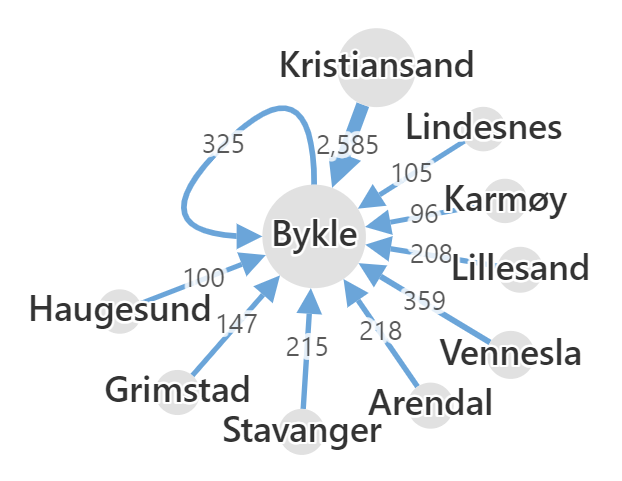 Kristiansand
Lindesnes
325
2,585
105
Karmøy
96
Bykle
208
Lillesand
100
359
Haugesund
147
218
215
Vennesla
Grimstad
Arendal
Stavanger